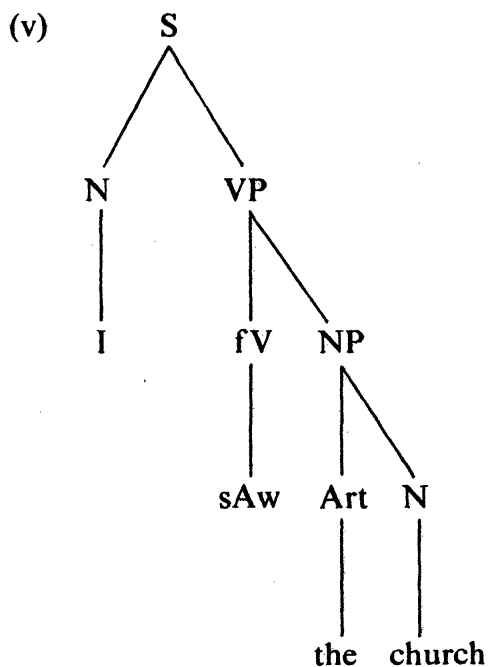 (v) S
N VP
I fV NP
sAw Art N
the church